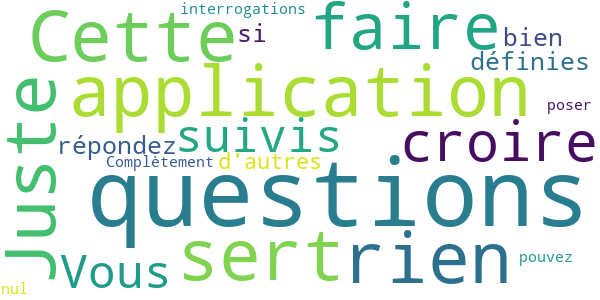 interrogations
Cette
si
faire
bien
définies
application
poser
Juste
répondez
suivis
croire
Complètement
d'autres
questions
Vous
sert
rien
pouvez
nul